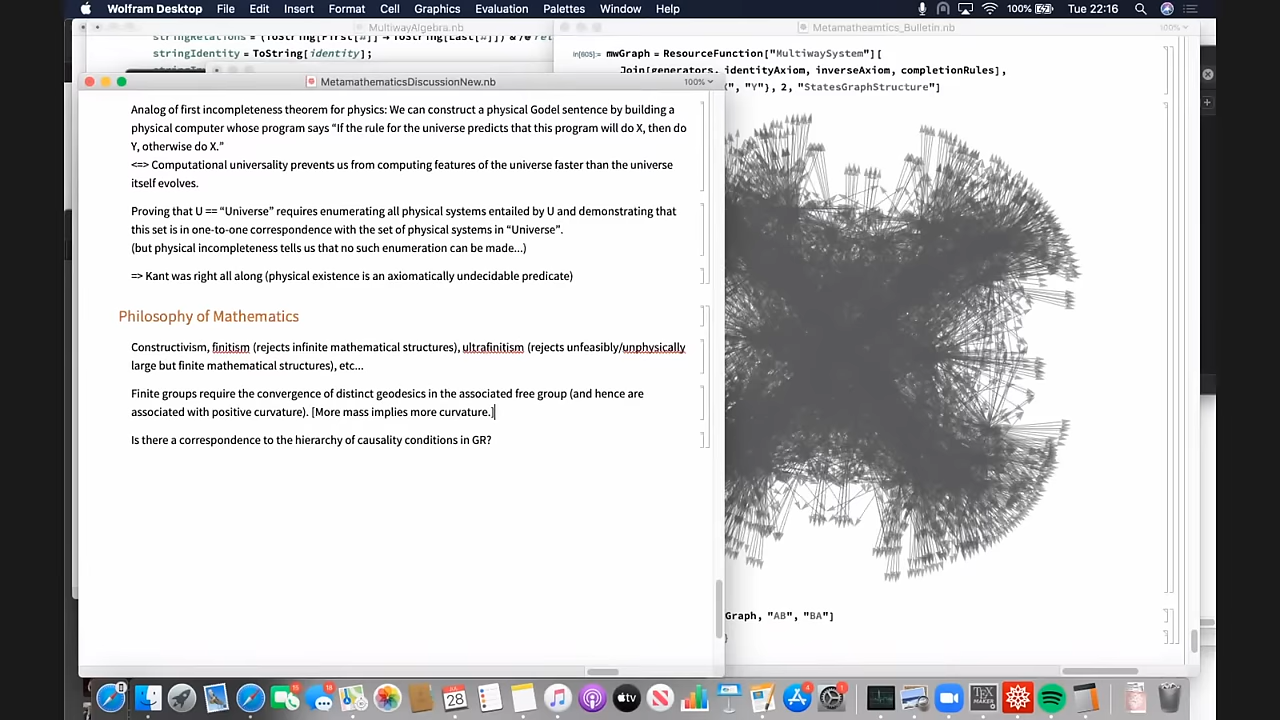 Wolfram Desktop File Edit Insert Format Cell Graphics Evaluation Palettes Window Help 100% Tue 22:16
MultiwayAlgebra.nb
Metamatheamtics_Bulletin.nb
100%
stringIdentity = ToString[identity];
In[805]:= mwGraph = ResourceFunction["MultiwaySystem"][
Join[generators, identityAxiom, inverseAxiom, completionRules],
"Y"}, 2, "StatesGraphStructure"]
MetamathematicsDiscussionNew.nb
100%
Analog of first incompleteness theorem for physics: We can construct a physical Godel sentence by building a
physical computer whose program says “If the rule for the universe predicts that this program will do X, then do
Y, otherwise do X.”
<=> Computational universality prevents us from computing features of the universe faster than the universe
itself evolves.
Proving that U == “Universe” requires enumerating all physical systems entailed by U and demonstrating that
this set is in one-to-one correspondence with the set of physical systems in “Universe”.
(but physical incompleteness tells us that no such enumeration can be made...)
=> Kant was right all along (physical existence is an axiomatically undecidable predicate)
Philosophy of Mathematics
Constructivism, finitism (rejects infinite mathematical structures), ultrafinitism (rejects unfeasibly/unphysically
large but finite mathematical structures), etc...
Finite groups require the convergence of distinct geodesics in the associated free group (and hence are
associated with positive curvature). [More mass implies more curvature.]
Is there a correspondence to the hierarchy of causality conditions in GR?
Graph, "AB", "BA"]